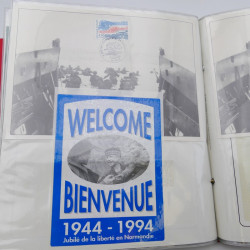 WELCOME
BIENVENUE
1944 - 1994
Jubilé de la liberté en Normandie